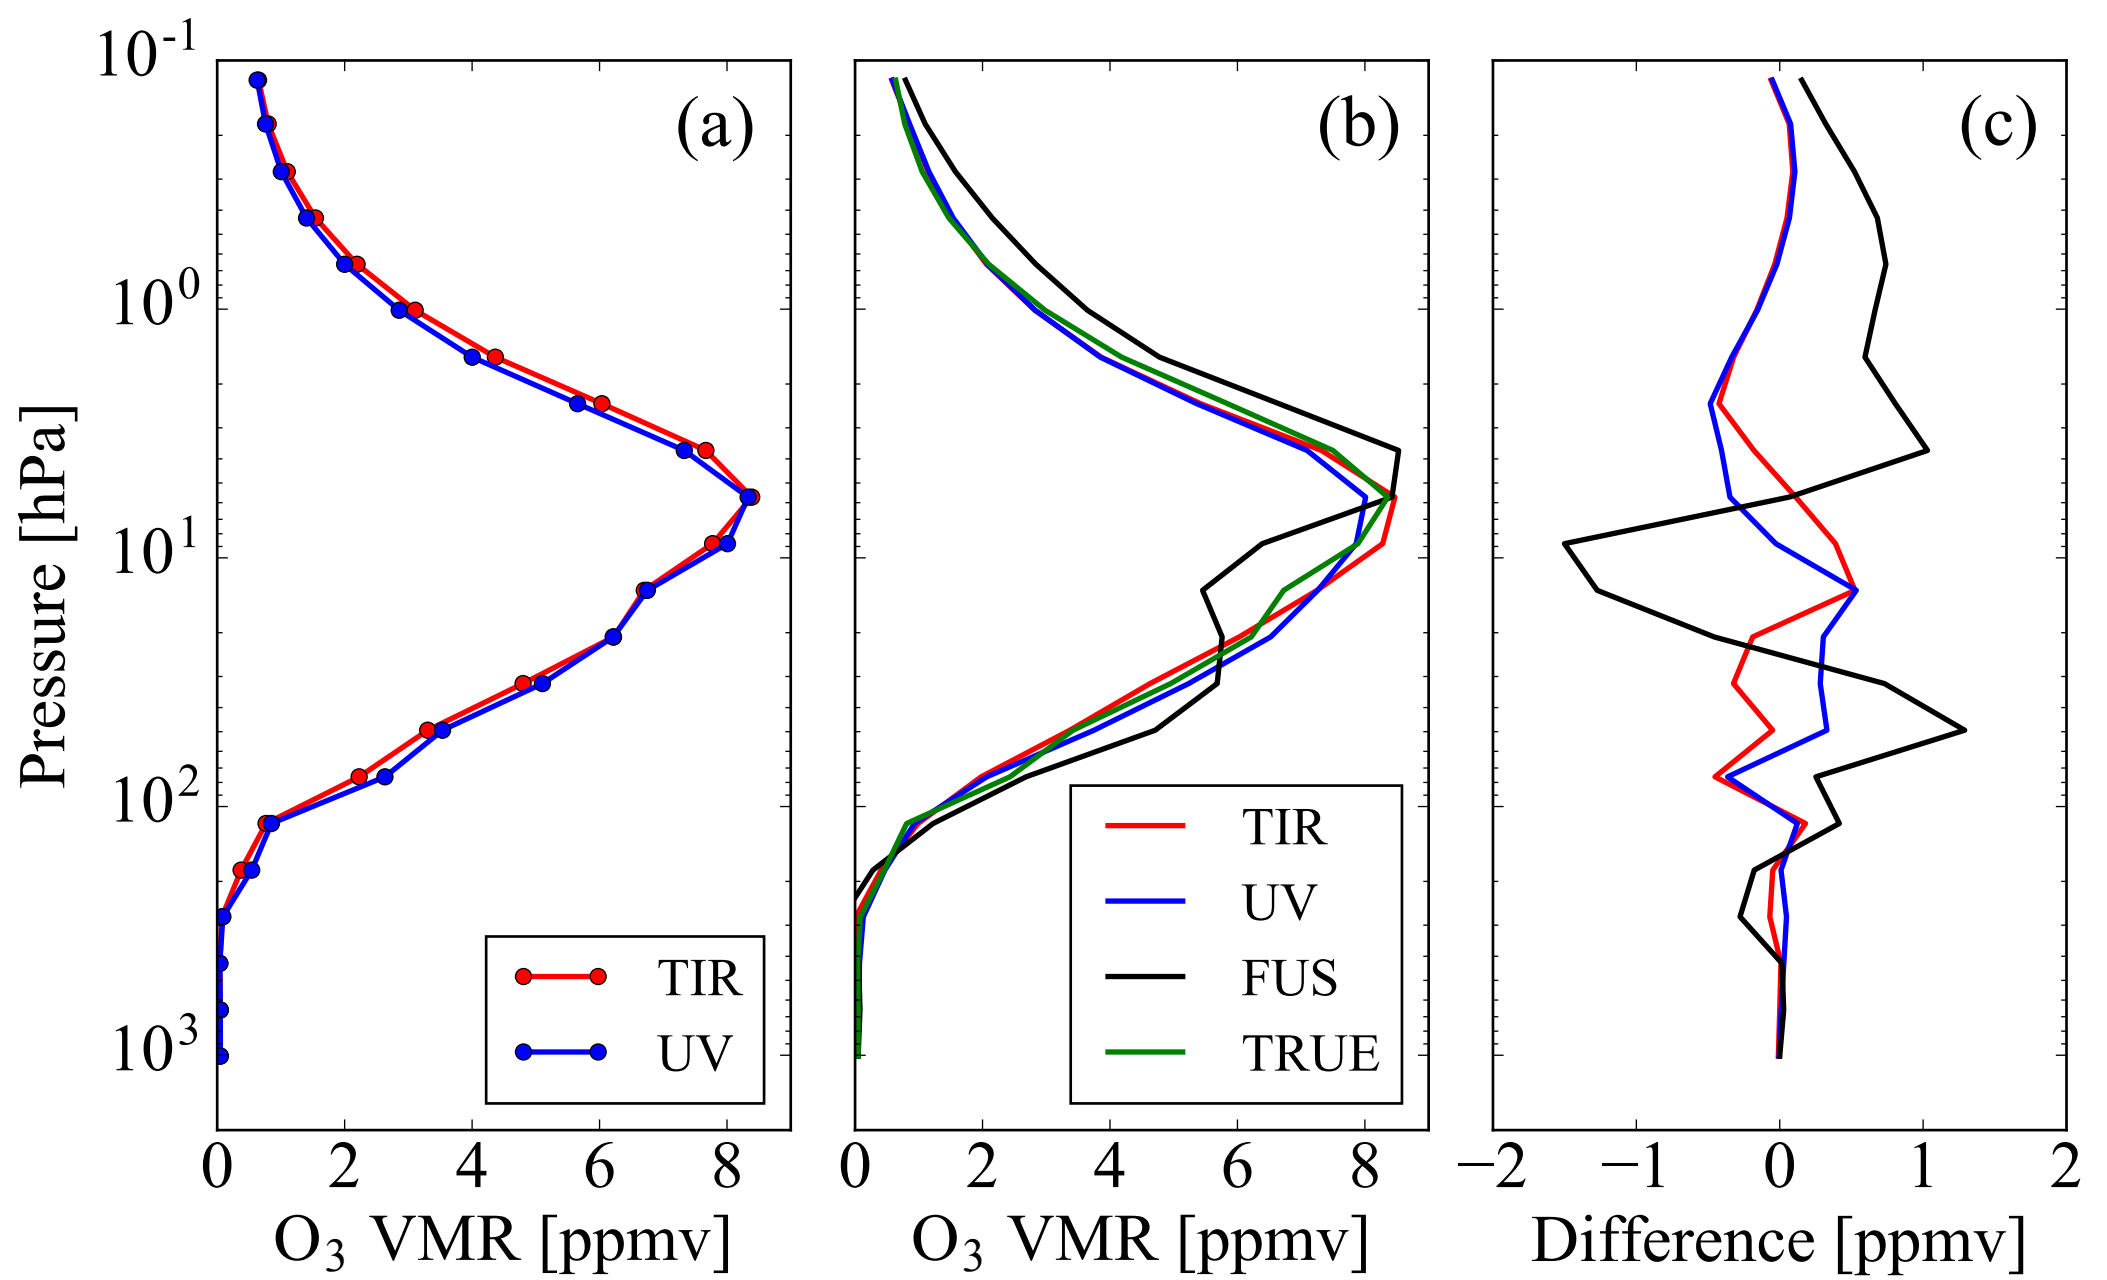 (a)
(b)
(c)
Pressure [hPa]
10⁻¹
10⁰
10¹
10²
10³
TIR
UV
TIR
UV
FUS
TRUE
0 2 4 6 8
0 2 4 6 8
−2 −1 0 1 2
O₃ VMR [ppmv]
O₃ VMR [ppmv]
Difference [ppmv]